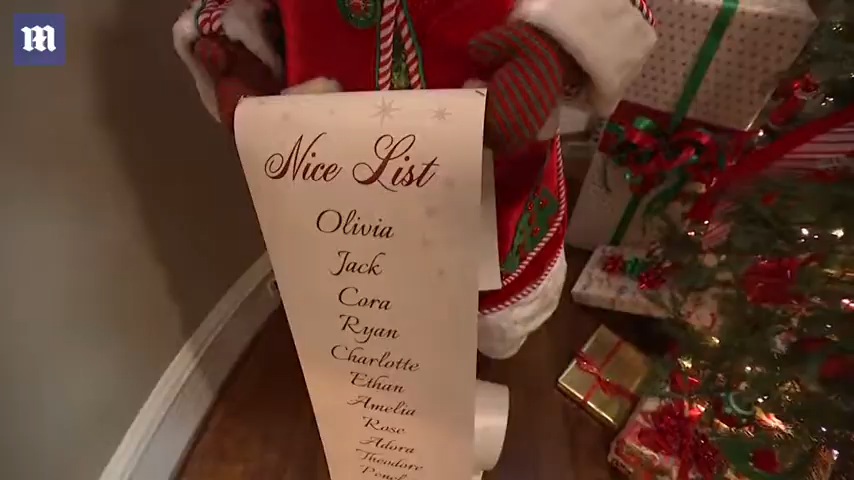 m
Nice List
Olivia
Jack
Cora
Ryan
Charlotte
Ethan
Amelia
Rose
Adora
Theodore